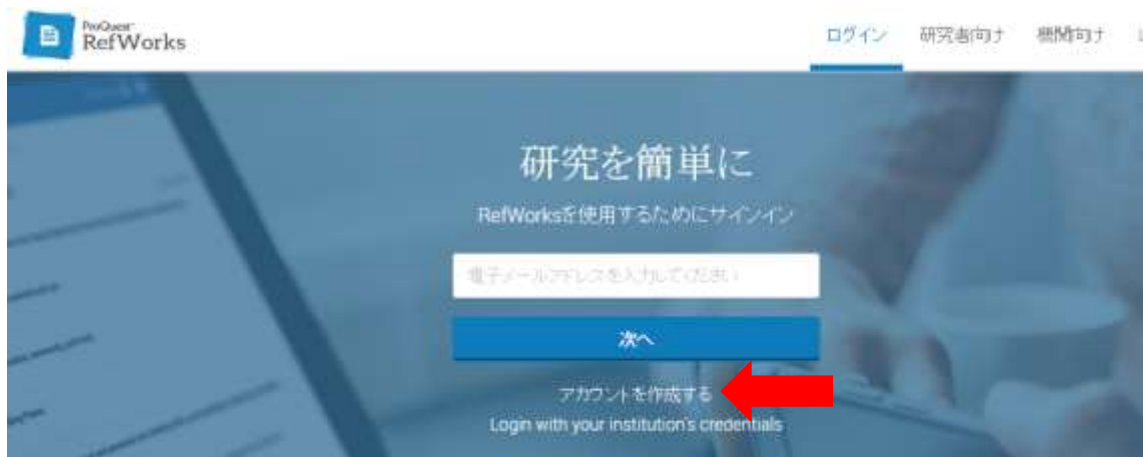 ProQuest
RefWorks
ログイン 研究者向け 機関向け
研究を簡単に
RefWorksを使用するためにサインイン
電子メールアドレスを入力してください
次へ
アカウントを作成する
Login with your institution's credentials